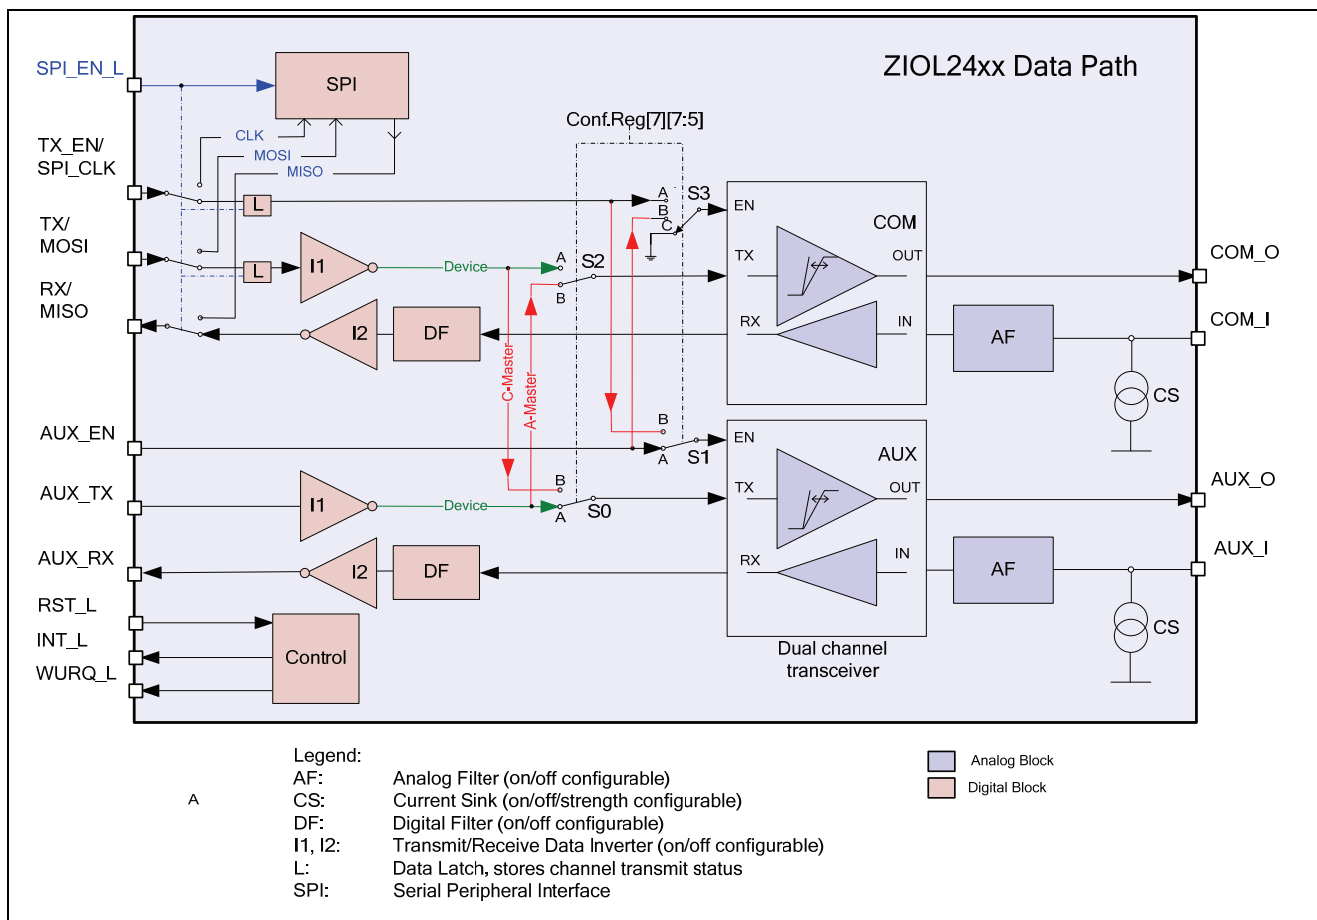 ZIOL24xx Data Path
SPI_EN_L
SPI
Conf.Reg[7][7:5]
TX_EN/
SPI_CLK
CLK
MOSI
MISO
L
A
B
C
S3
EN
COM
TX/
MOSI
L
I1
Device
A
B
S2
TX
OUT
COM_O
RX/
MISO
I2
DF
RX
IN
AF
COM_I
CS
C-Master
A-Master
AUX_EN
B
A
S1
EN
AUX
AUX_TX
I1
Device
B
A
S0
TX
OUT
AUX_O
AUX_RX
I2
DF
RX
IN
AF
AUX_I
CS
RST_L
INT_L
WURQ_L
Control
Dual channel
transceiver
Legend:
AF: Analog Filter (on/off configurable)
A
CS: Current Sink (on/off/strength configurable)
DF: Digital Filter (on/off configurable)
I1, I2: Transmit/Receive Data Inverter (on/off configurable)
L: Data Latch, stores channel transmit status
SPI: Serial Peripheral Interface
Analog Block
Digital Block